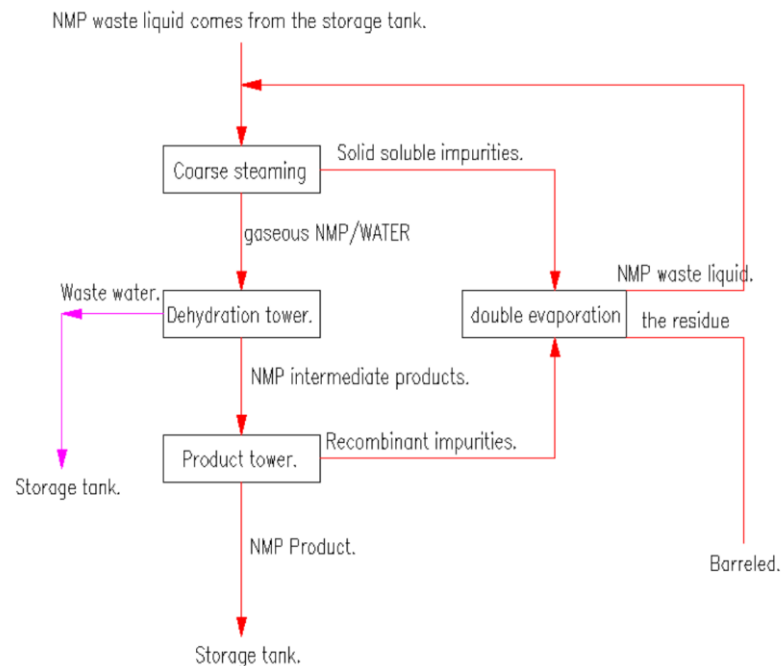 NMP waste liquid comes from the storage tank.
Solid soluble impurities.
Coarse steaming
gaseous NMP/WATER
NMP waste liquid.
Waste water.
Dehydration tower.
double evaporation
the residue
NMP intermediate products.
Recombinant impurities.
Product tower.
Storage tank.
NMP Product.
Barreled.
Storage tank.